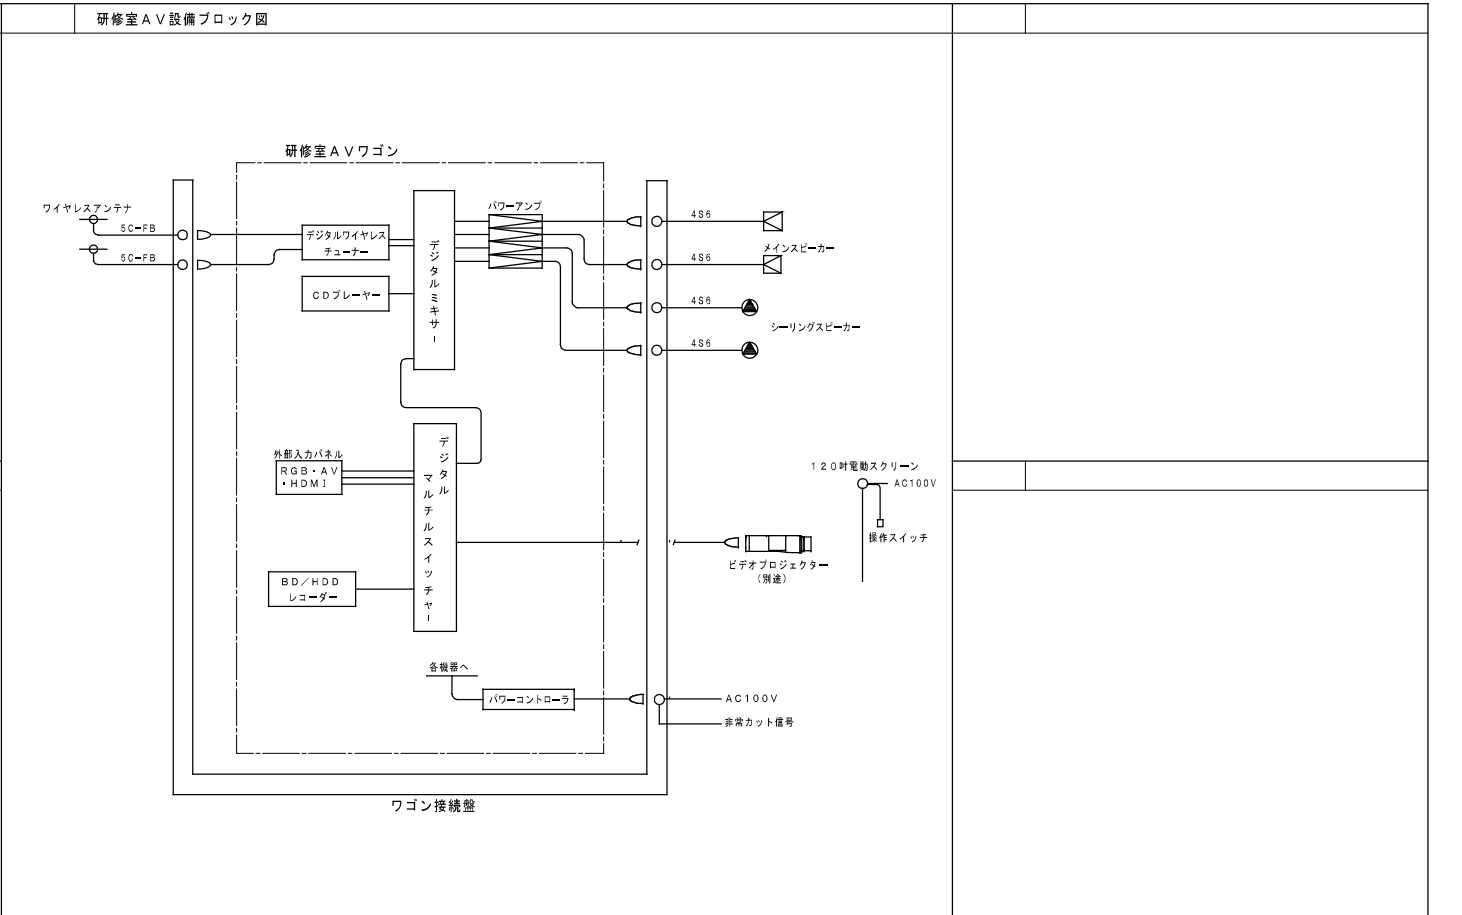 研修室AV設備ブロック図
研修室AVワゴン
ワイヤレスアンテナ
5C-FB
5C-FB
デジタルワイヤレス
チューナー
CDプレーヤー
デジタルミキサー
パワーアンプ
4S6
メインスピーカー
4S6
4S6
シーリングスピーカー
4S6
外部入力パネル
RGB・AV
・HDMI
デジタル
マルチルスイッチャー
BD/HDD
レコーダー
120吋電動スクリーン
AC100V
操作スイッチ
ビデオプロジェクター
(別途)
各機器へ
パワーコントローラ
AC100V
非常カット信号
ワゴン接続盤